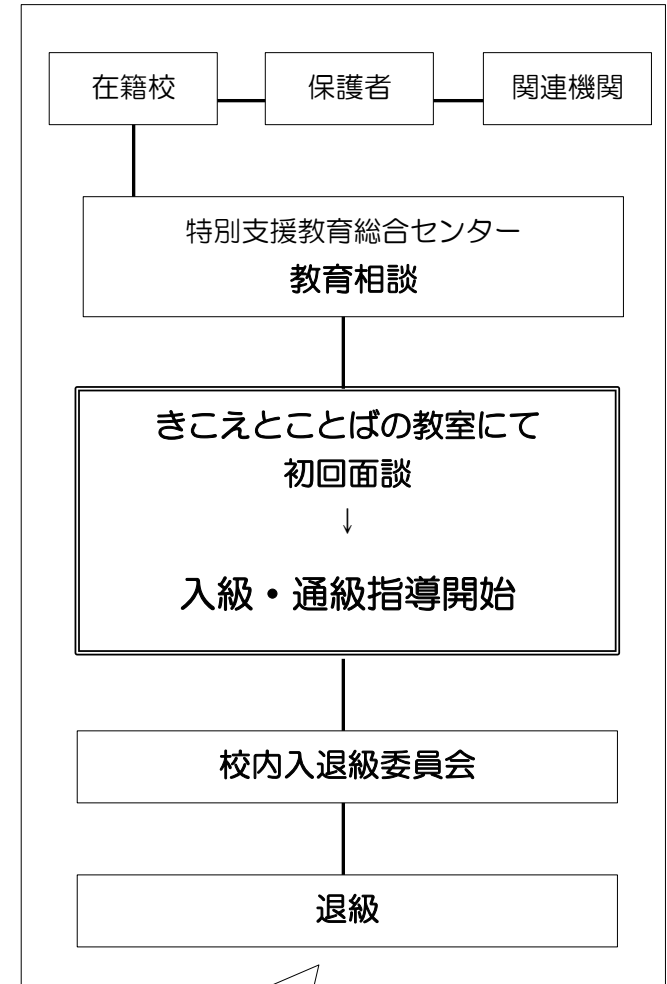 在籍校
保護者
関連機関
特別支援教育総合センター
教育相談
きこえとことばの教室にて
初回面談
↓
入級・通級指導開始
校内入退級委員会
退級